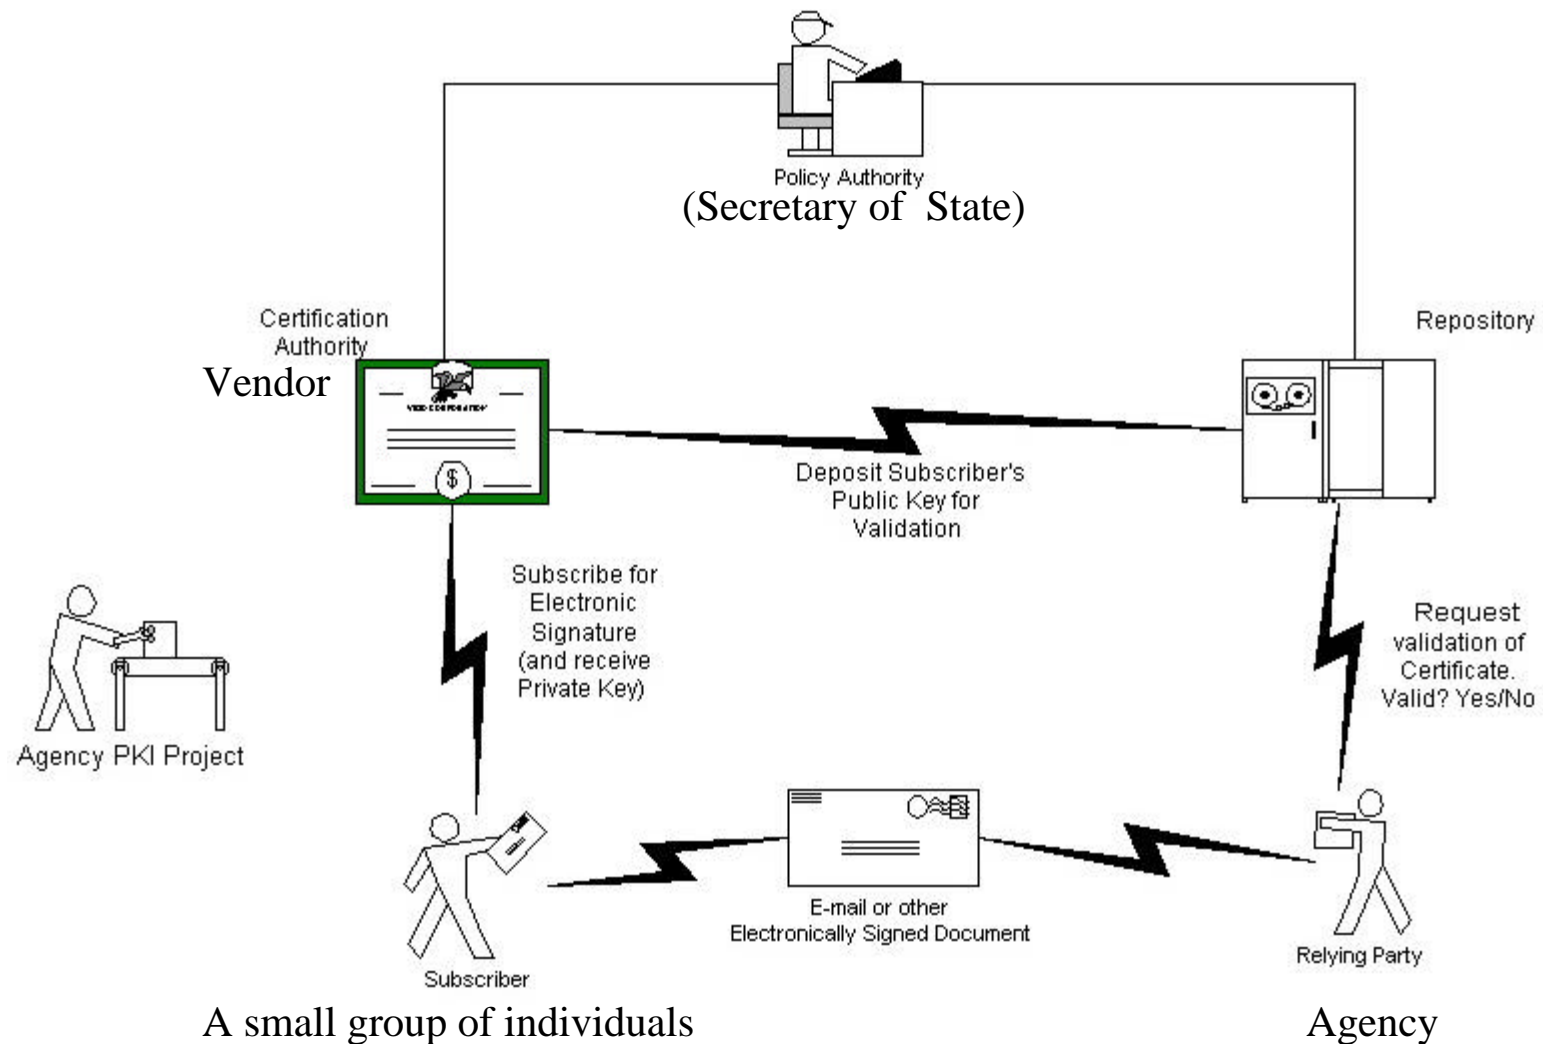 Policy Authority
(Secretary of State)
Certification
Authority
Vendor
Repository
$
Deposit Subscriber's
Public Key for
Validation
Subscribe for
Electronic
Signature
(and receive
Private Key)
Request
validation of
Certificate.
Valid? Yes/No
Agency PKI Project
E-mail or other
Electronically Signed Document
Subscriber
Relying Party
A small group of individuals
Agency